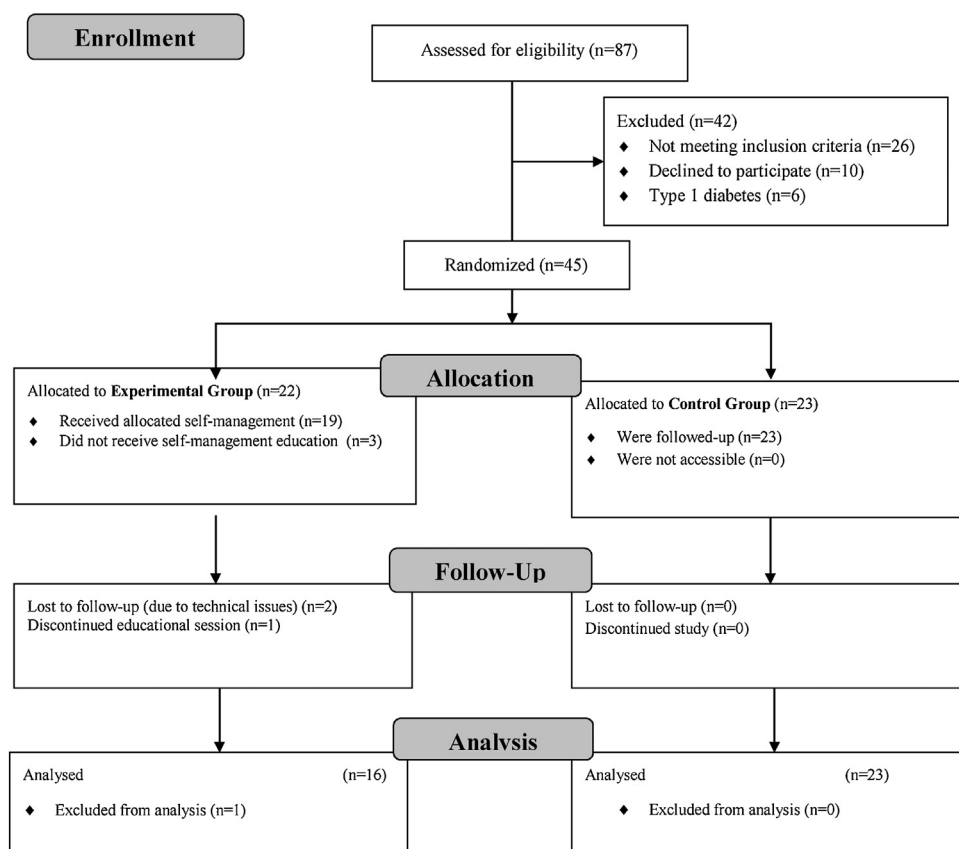 Enrollment
Assessed for eligibility (n=87)
Excluded (n=42)
♦ Not meeting inclusion criteria (n=26)
♦ Declined to participate (n=10)
♦ Type 1 diabetes (n=6)
Randomized (n=45)
Allocation
Allocated to Experimental Group (n=22)
♦ Received allocated self-management (n=19)
♦ Did not receive self-management education (n=3)
Allocated to Control Group (n=23)
♦ Were followed-up (n=23)
♦ Were not accessible (n=0)
Follow-Up
Lost to follow-up (due to technical issues) (n=2)
Discontinued educational session (n=1)
Lost to follow-up (n=0)
Discontinued study (n=0)
Analysis
Analysed (n=16)
♦ Excluded from analysis (n=1)
Analysed (n=23)
♦ Excluded from analysis (n=0)